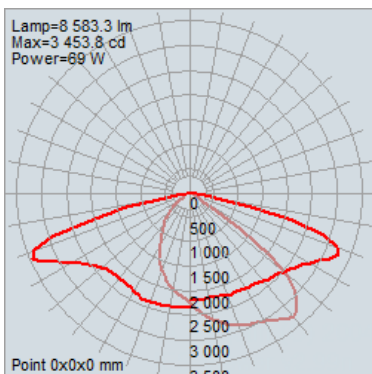 Lamp=8 583.3 lm
Max=3 453.8 cd
Power=69 W
0
500
1 000
1 500
2 000
2 500
3 000
3 500
Point 0x0x0 mm